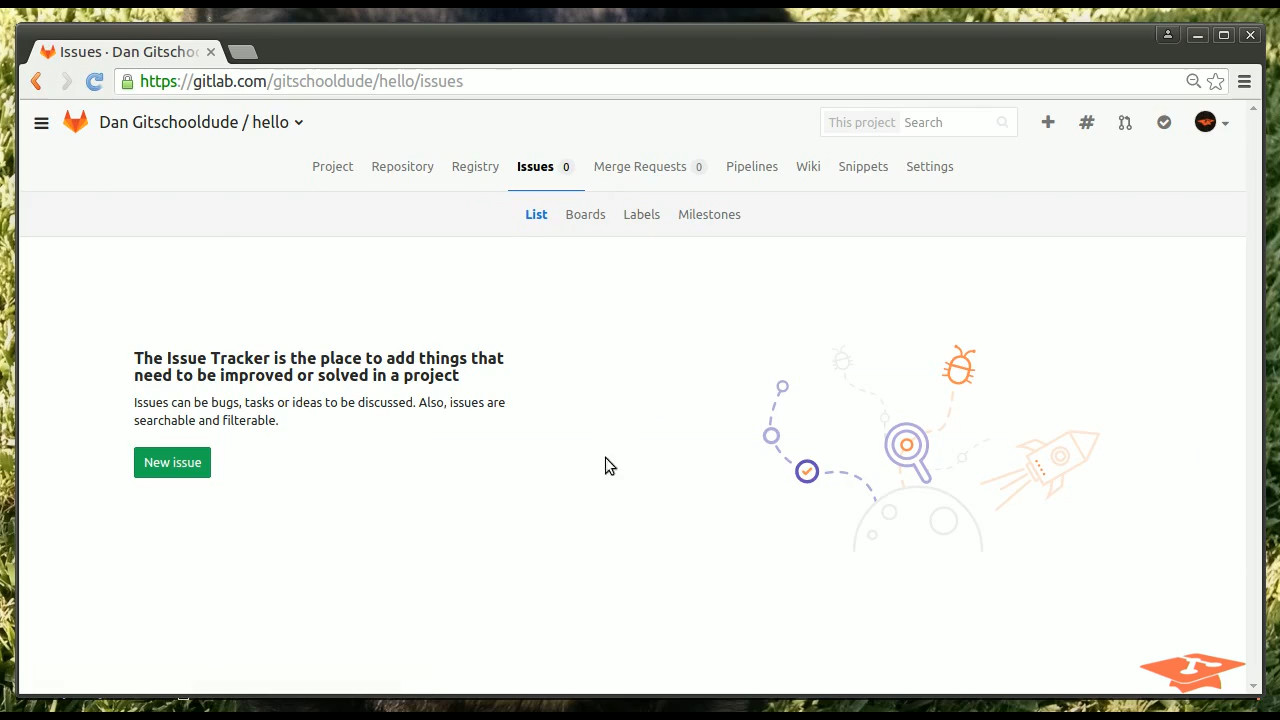 Issues · Dan Gitscho
https://gitlab.com/gitschooldude/hello/issues
Dan Gitschooldude / hello
This project Search
Project Repository Registry Issues 0 Merge Requests 0 Pipelines Wiki Snippets Settings
List Boards Labels Milestones
The Issue Tracker is the place to add things that
need to be improved or solved in a project
Issues can be bugs, tasks or ideas to be discussed. Also, issues are
searchable and filterable.
New issue